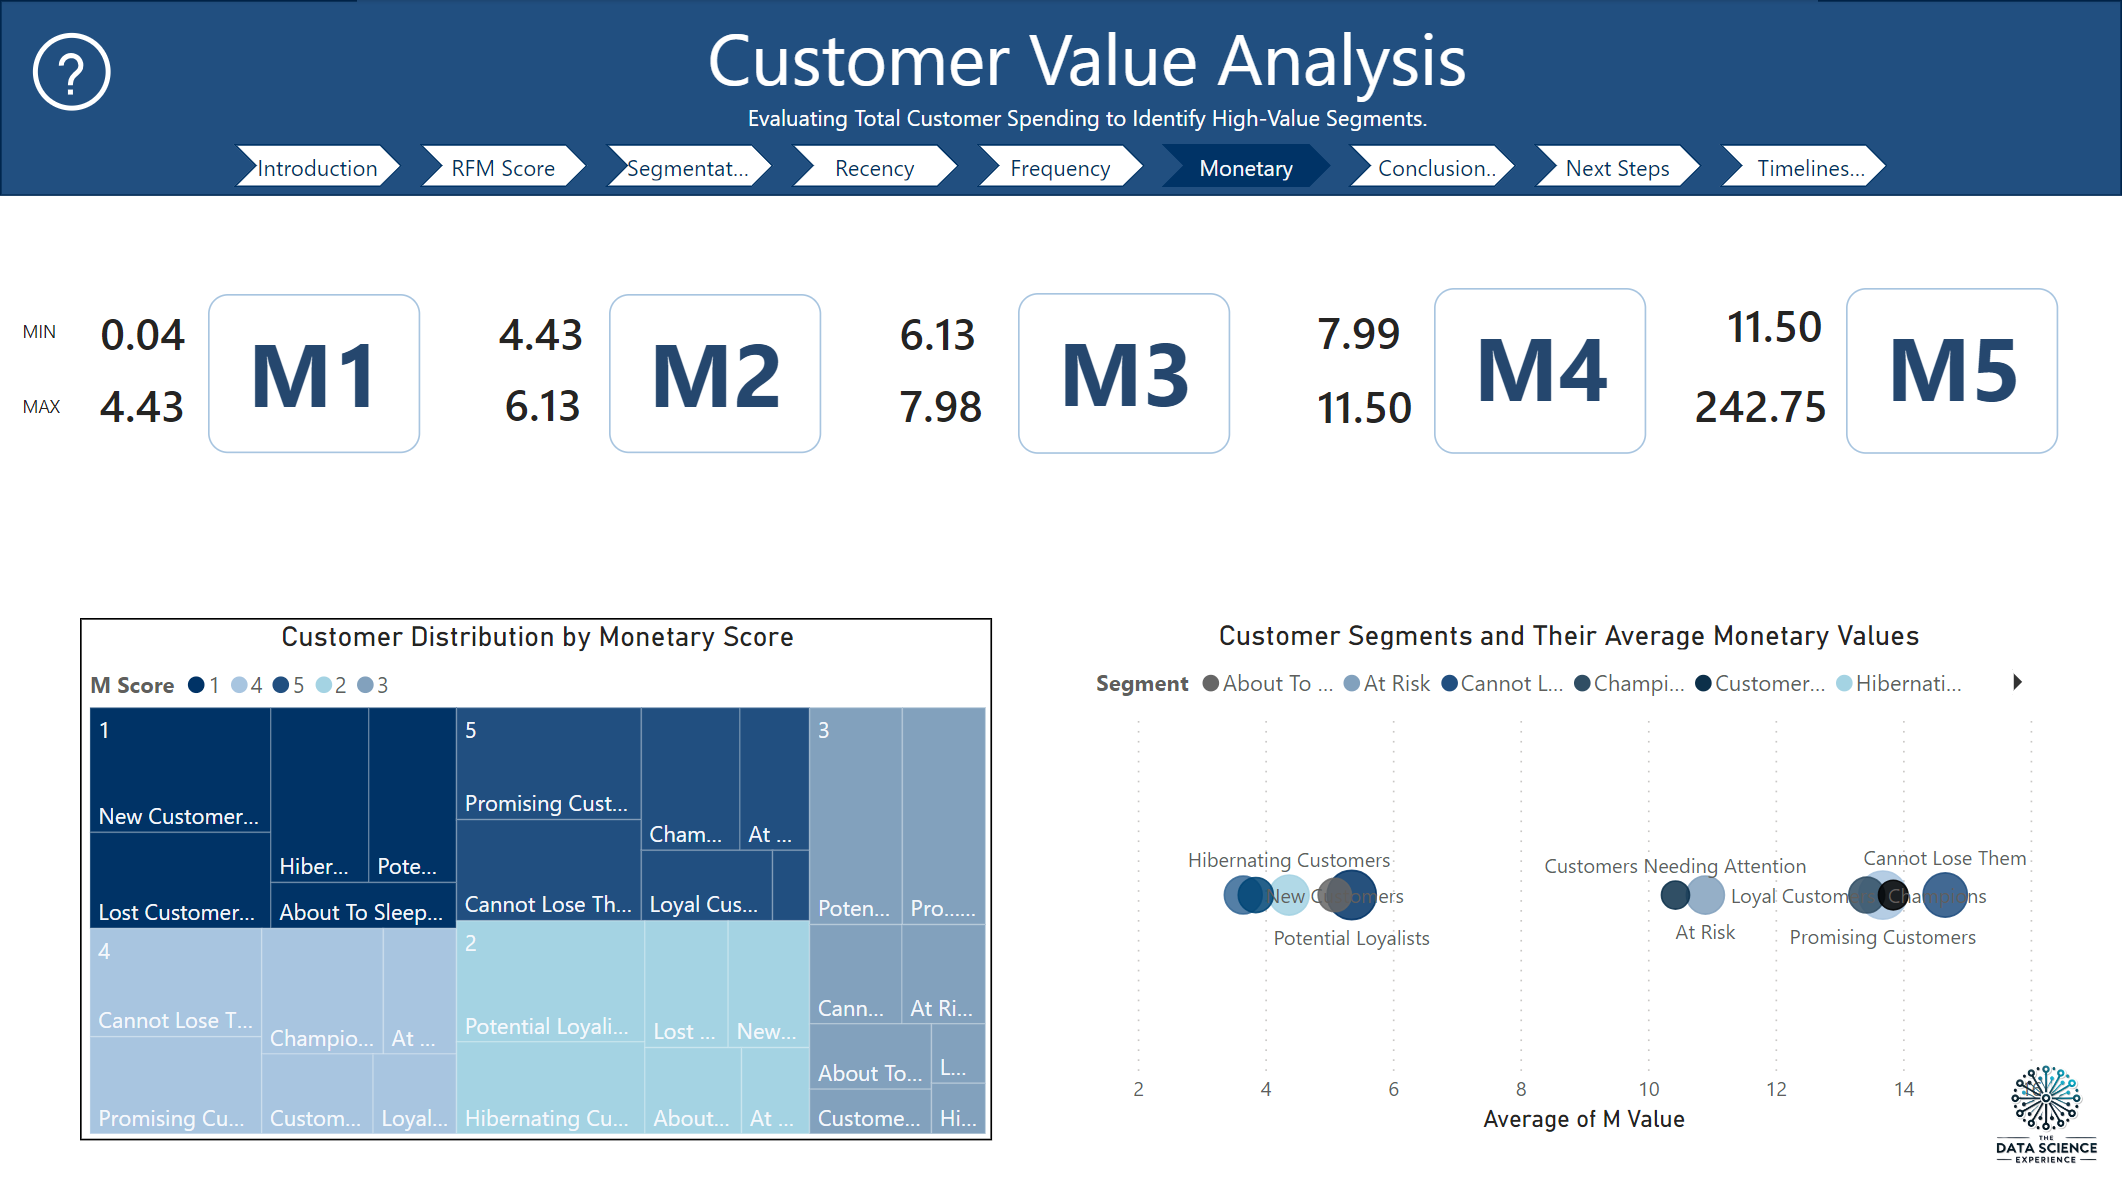 ?
Customer Value Analysis
Evaluating Total Customer Spending to Identify High-Value Segments.
Introduction
RFM Score
Segmentat...
Recency
Frequency
Monetary
Conclusion..
Next Steps
Timelines...
MIN
0.04
MAX
4.43
M1
4.43
6.13
M2
6.13
7.98
M3
7.99
11.50
M4
11.50
242.75
M5
Customer Distribution by Monetary Score
M Score 1 4 5 2 3
1
New Customer...
Lost Customer...
Hiber...
Pote...
About To Sleep...
5
Promising Cust...
Cannot Lose Th...
Cham...
At ...
Loyal Cus...
3
Poten...
Pro......
Cann...
At Ri...
About To...
L...
Custome...
Hi...
4
Cannot Lose T...
Promising Cu...
Champio...
At ...
Custom...
Loyal...
2
Potential Loyali...
Hibernating Cu...
Lost ...
New...
About...
At ...
Customer Segments and Their Average Monetary Values
Segment About To ... At Risk Cannot L... Champi... Customer... Hibernati...
Hibernating Customers
New Customers
Potential Loyalists
Customers Needing Attention
At Risk
Loyal Customers
Cannot Lose Them
Champions
Promising Customers
2 4 6 8 10 12 14
Average of M Value
THE
DATA SCIENCE
EXPERIENCE